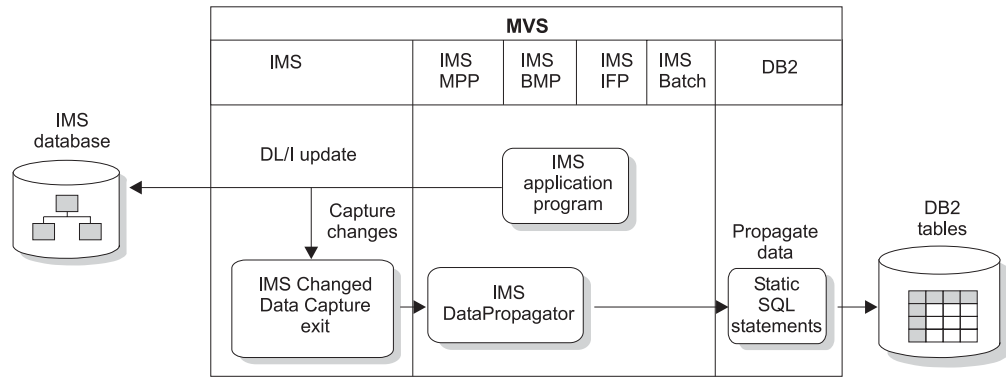 MVS
IMS
IMS
MPP
IMS
BMP
IMS
IFP
IMS
Batch
DB2
IMS
database
DL/I update
IMS
application
program
Capture
changes
DB2
tables
Propagate
data
IMS Changed
Data Capture
exit
IMS
DataPropagator
Static
SQL
statements